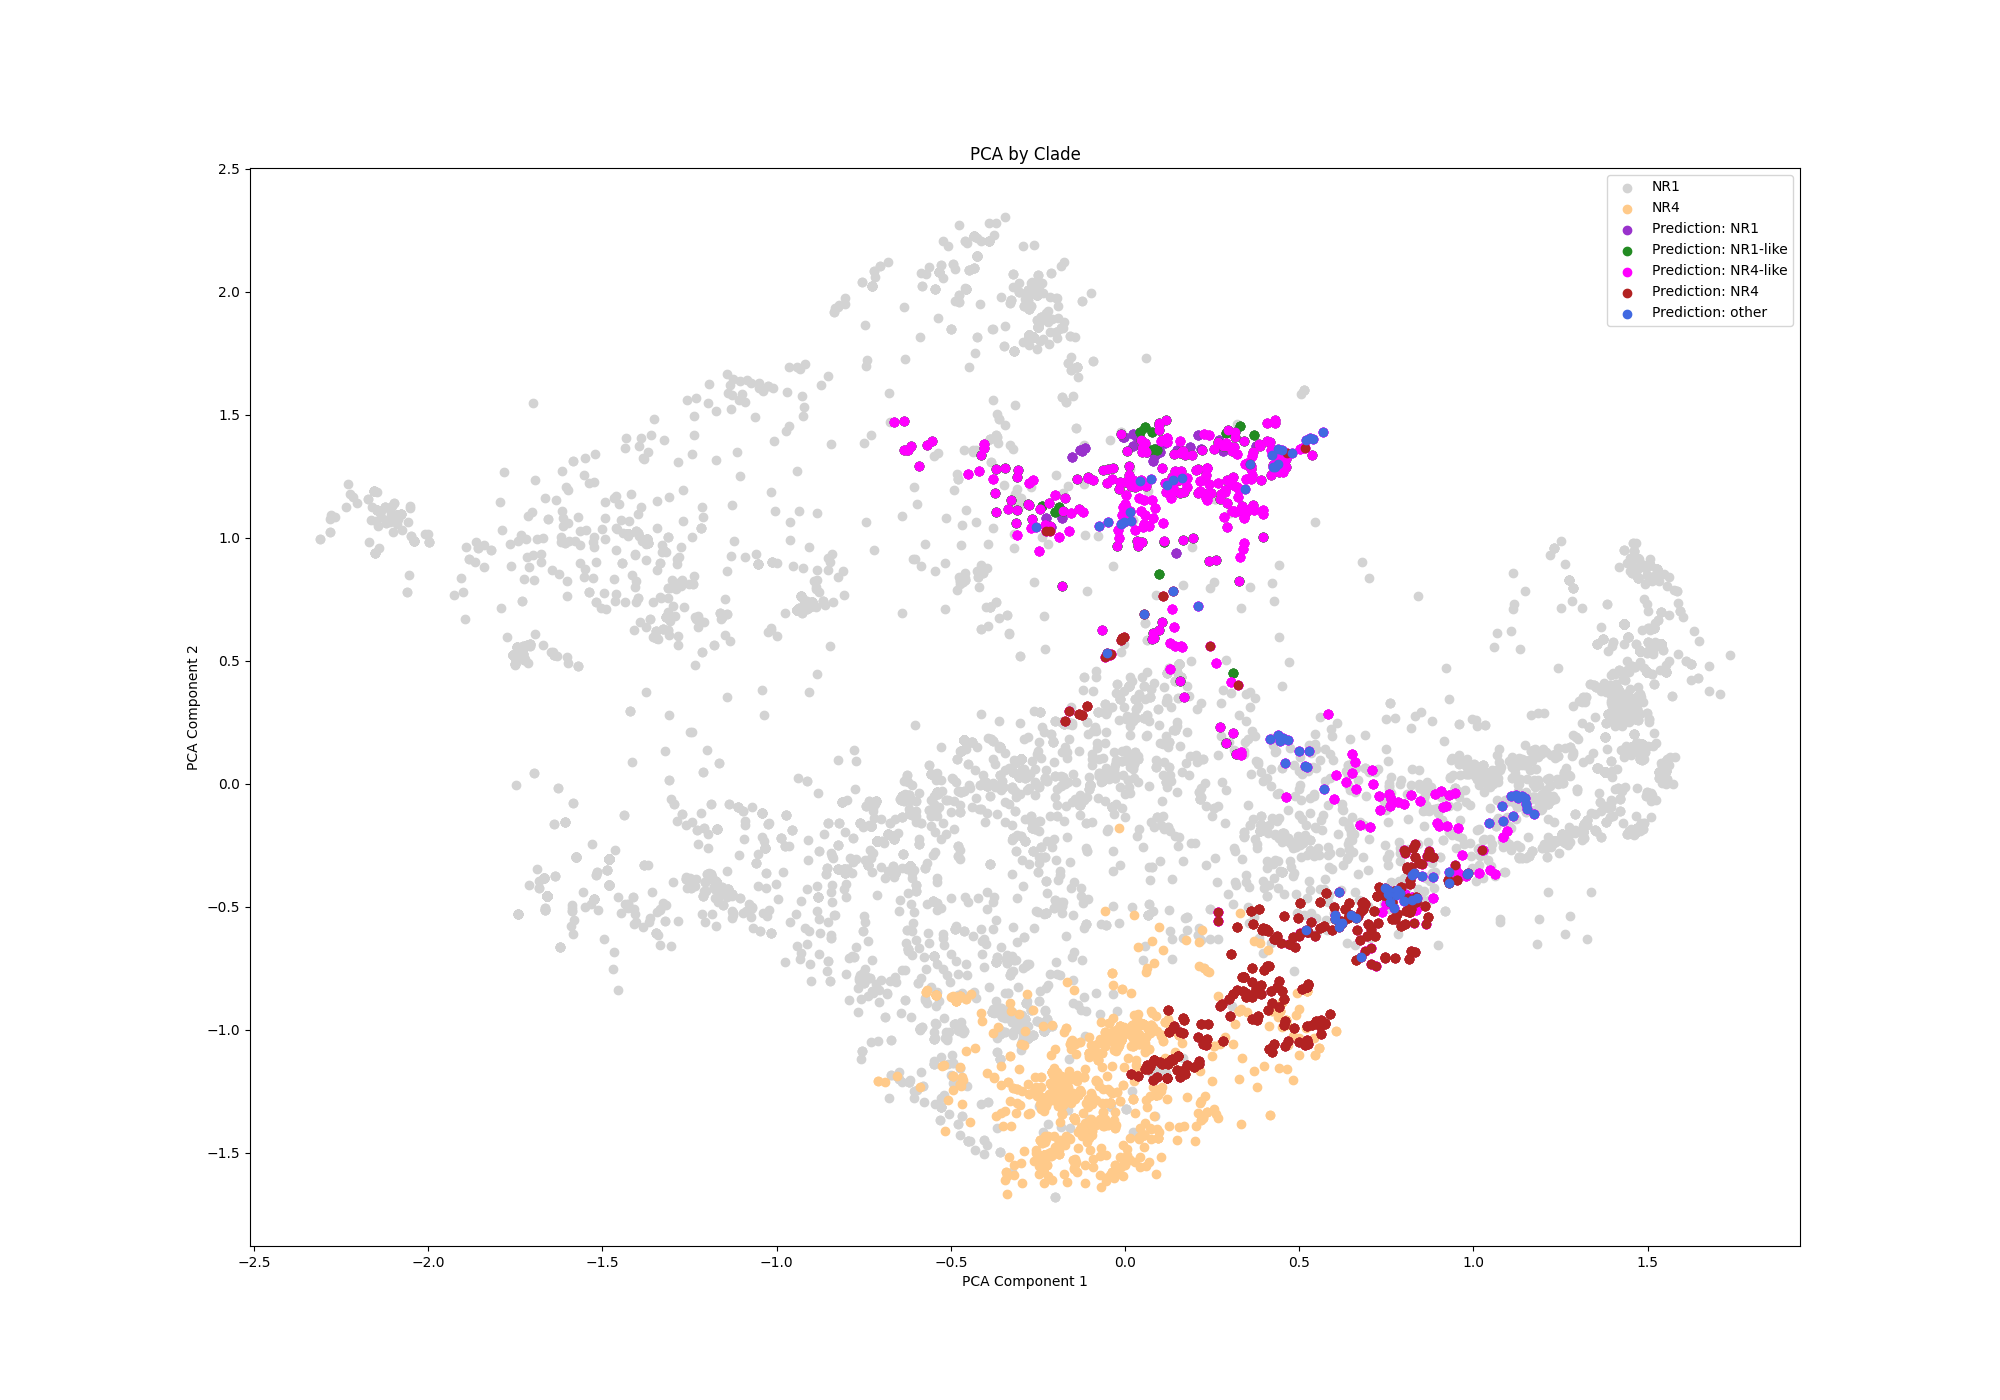 PCA by Clade
NR1
NR4
Prediction: NR1
Prediction: NR1-like
Prediction: NR4-like
Prediction: NR4
Prediction: other
PCA Component 2
2.5
2.0
1.5
1.0
0.5
0.0
−0.5
−1.0
−1.5
−2.5 −2.0 −1.5 −1.0 −0.5 0.0 0.5 1.0 1.5
PCA Component 1